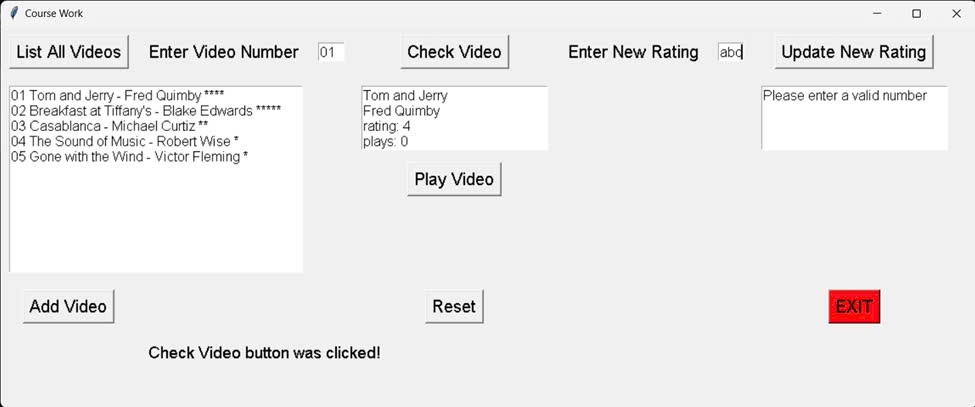 Course Work
List All Videos Enter Video Number 01 Check Video Enter New Rating abc Update New Rating
01 Tom and Jerry - Fred Quimby ****
02 Breakfast at Tiffany's - Blake Edwards *****
03 Casablanca - Michael Curtiz **
04 The Sound of Music - Robert Wise *
05 Gone with the Wind - Victor Fleming *
Tom and Jerry
Fred Quimby
rating: 4
plays: 0
Please enter a valid number
Play Video
Add Video Reset EXIT
Check Video button was clicked!